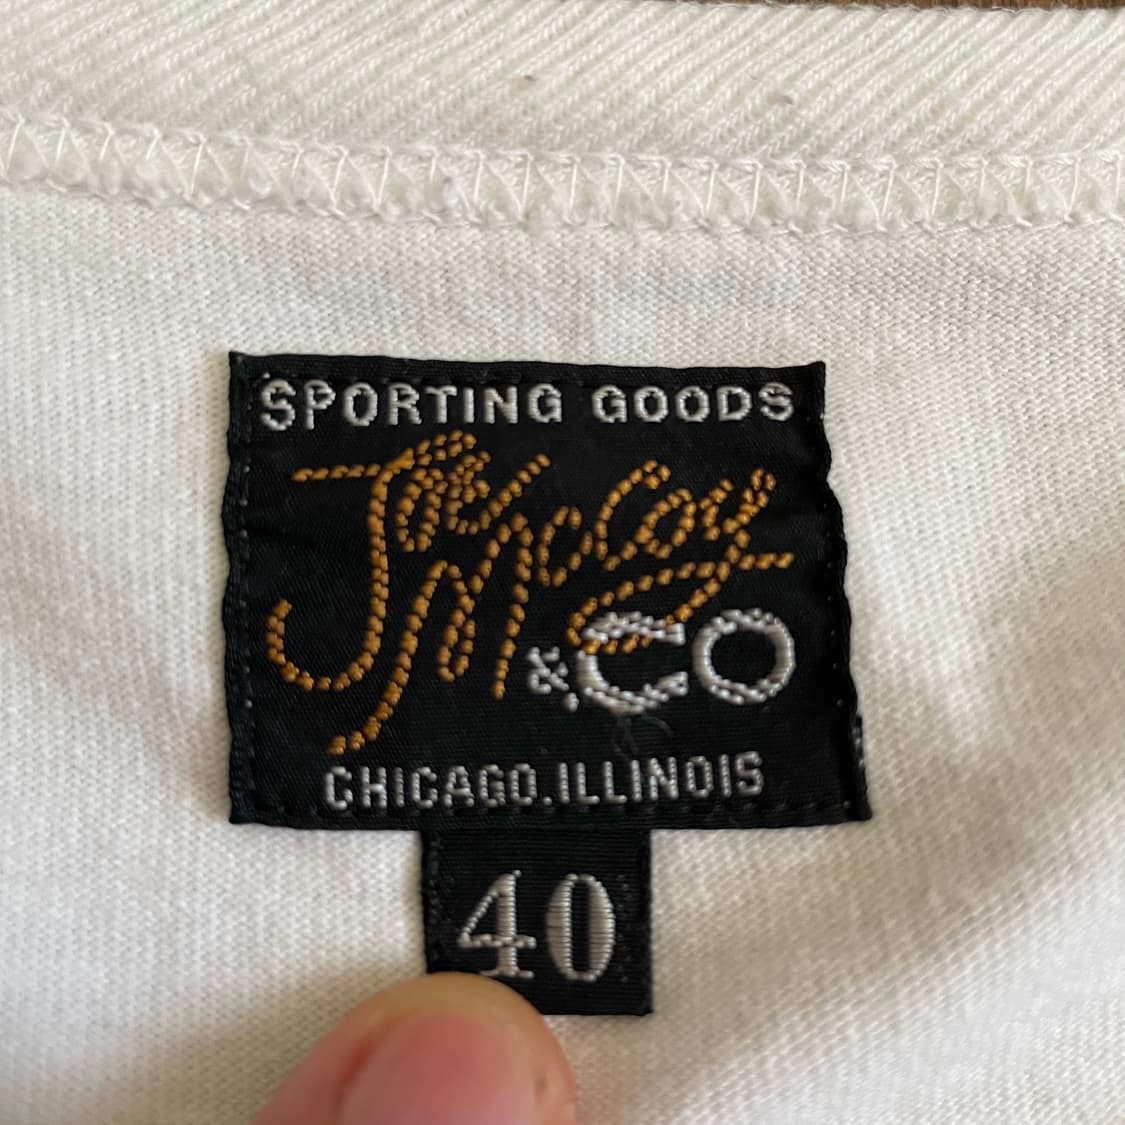 SPORTING GOODS
Joe McCoy
& CO
CHICAGO.ILLINOIS
40